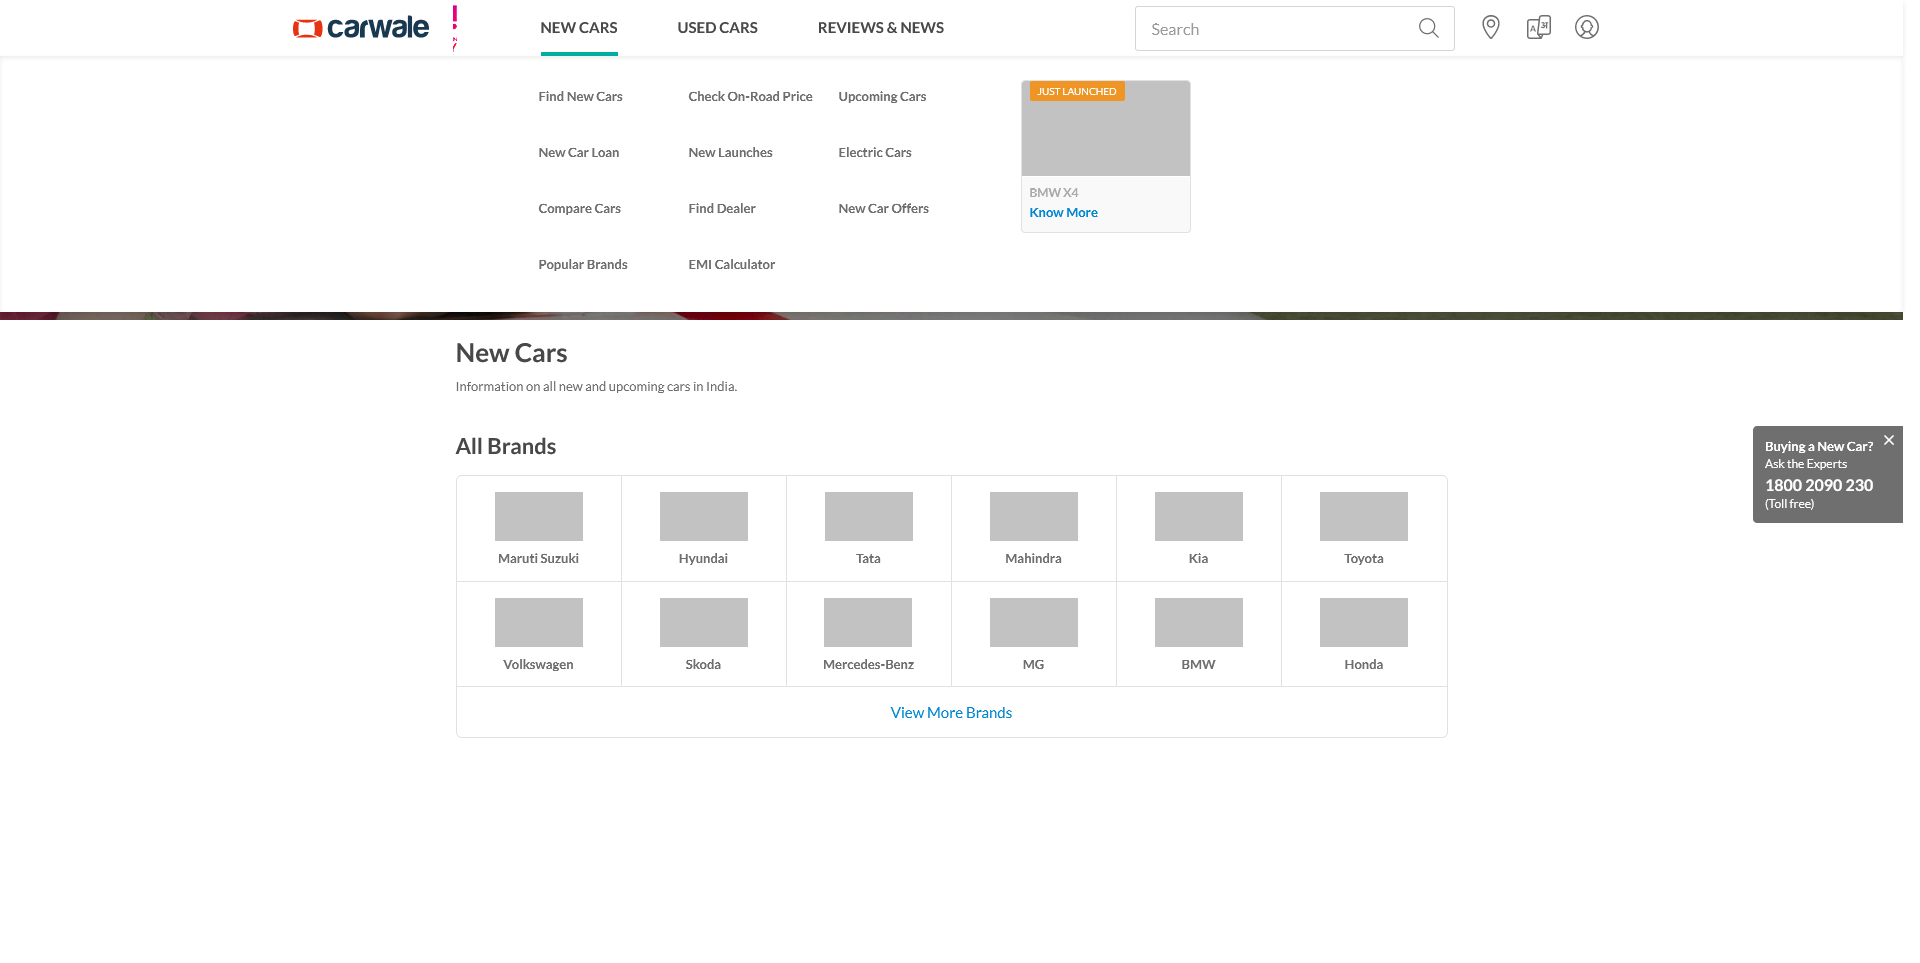 carwale
NEW CARS
USED CARS
REVIEWS & NEWS
Search
Find New Cars
Check On-Road Price
Upcoming Cars
New Car Loan
New Launches
Electric Cars
Compare Cars
Find Dealer
New Car Offers
Popular Brands
EMI Calculator
JUST LAUNCHED
BMW X4
Know More
New Cars
Information on all new and upcoming cars in India.
All Brands
Maruti Suzuki
Hyundai
Tata
Mahindra
Kia
Toyota
Volkswagen
Skoda
Mercedes-Benz
MG
BMW
Honda
View More Brands
Buying a New Car?
Ask the Experts
1800 2090 230
(Toll free)